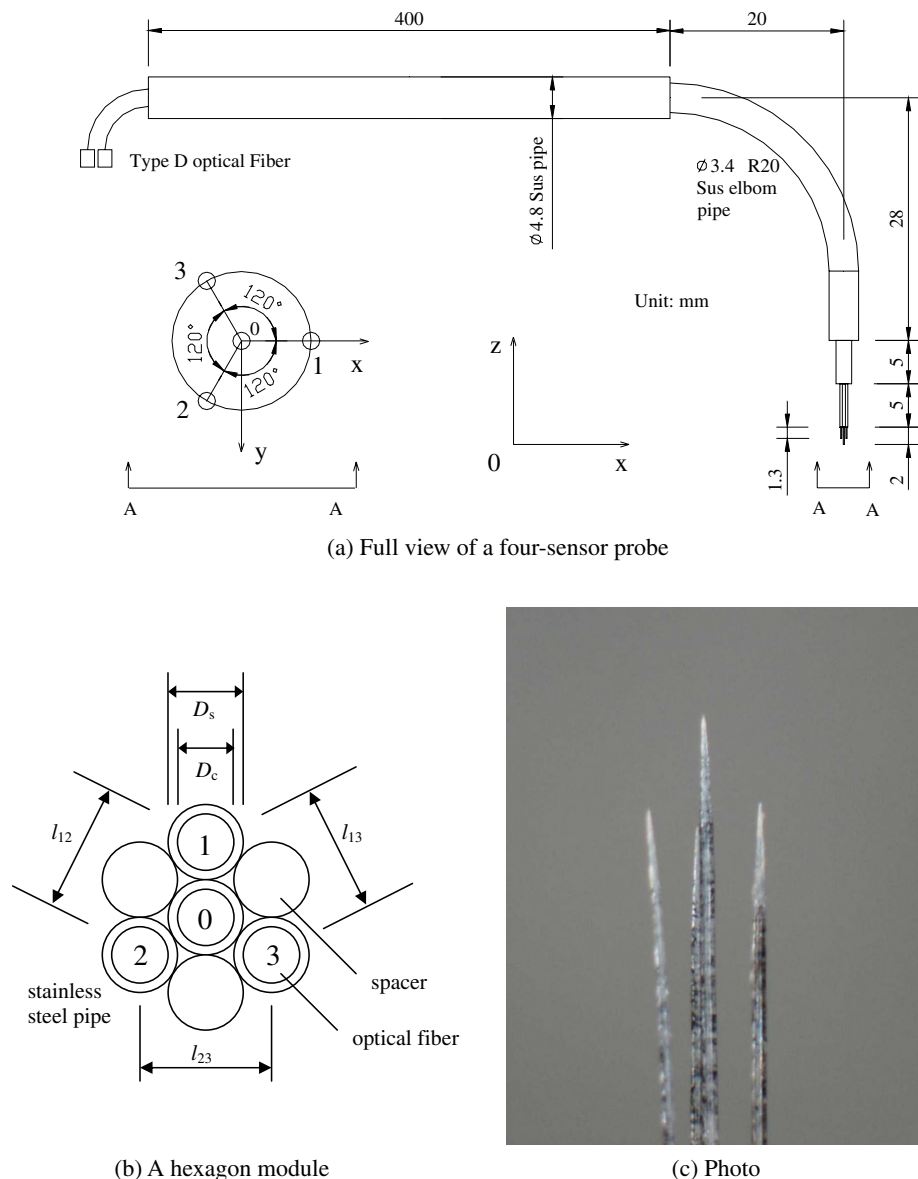 400
20
Type D optical Fiber
Ø4.8 Sus pipe
Ø3.4 R20
Sus elbom
pipe
28
Unit: mm
3
120°
120°
120°
0
1
x
2
y
A
A
z
0
x
5
5
1.3
2
A
A
(a) Full view of a four-sensor probe
Ds
Dc
l12
l13
1
0
2
3
stainless
steel pipe
spacer
optical fiber
l23
(b) A hexagon module
(c) Photo